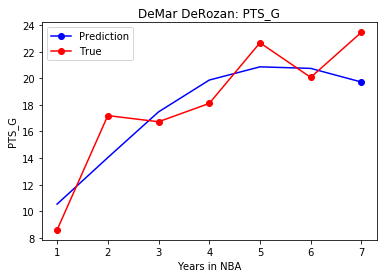 DeMar DeRozan: PTS_G
Prediction
True
PTS_G
24
22
20
18
16
14
12
10
8
1 2 3 4 5 6 7
Years in NBA